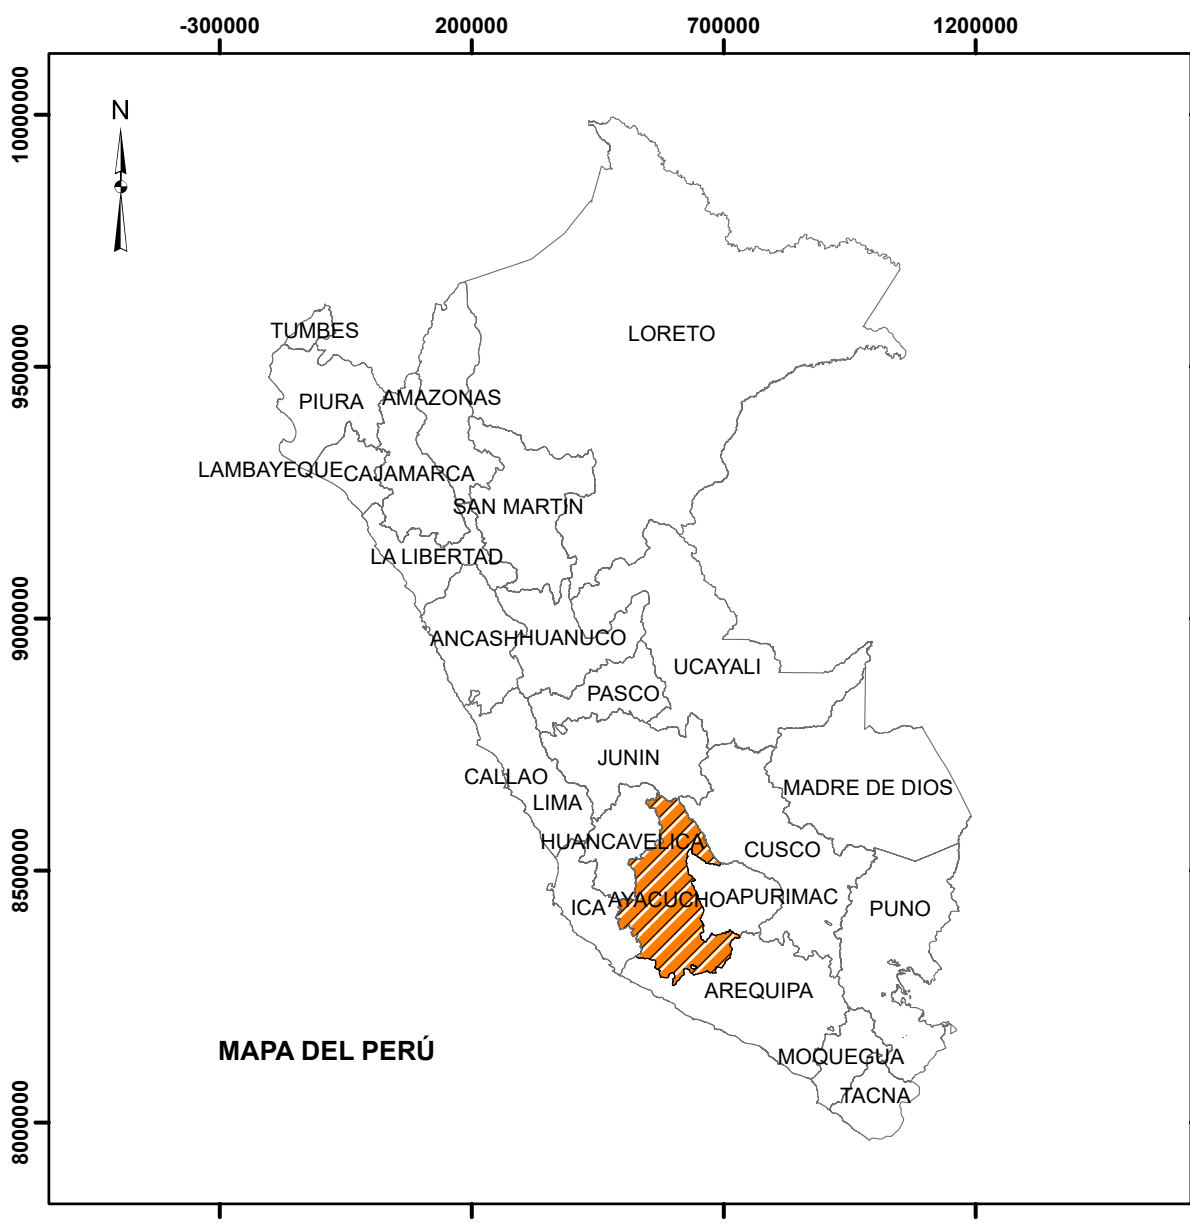 -300000 200000 700000 1200000
N
10000000
9500000
9000000
8500000
8000000
TUMBES
LORETO
PIURA
AMAZONAS
LAMBAYEQUE
CAJAMARCA
SAN MARTIN
LA LIBERTAD
ANCASH
HUANUCO
UCAYALI
PASCO
JUNIN
CALLAO
MADRE DE DIOS
LIMA
HUANCAVELICA
CUSCO
ICA
AYACUCHO
APURIMAC
PUNO
AREQUIPA
MAPA DEL PERÚ
MOQUEGUA
TACNA